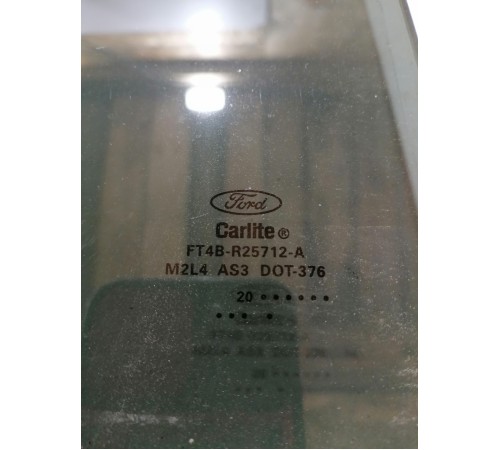 Ford
Carlite®
FT4B-R25712-A
M2L4 AS3 DOT-376
20 ••••••
••• •